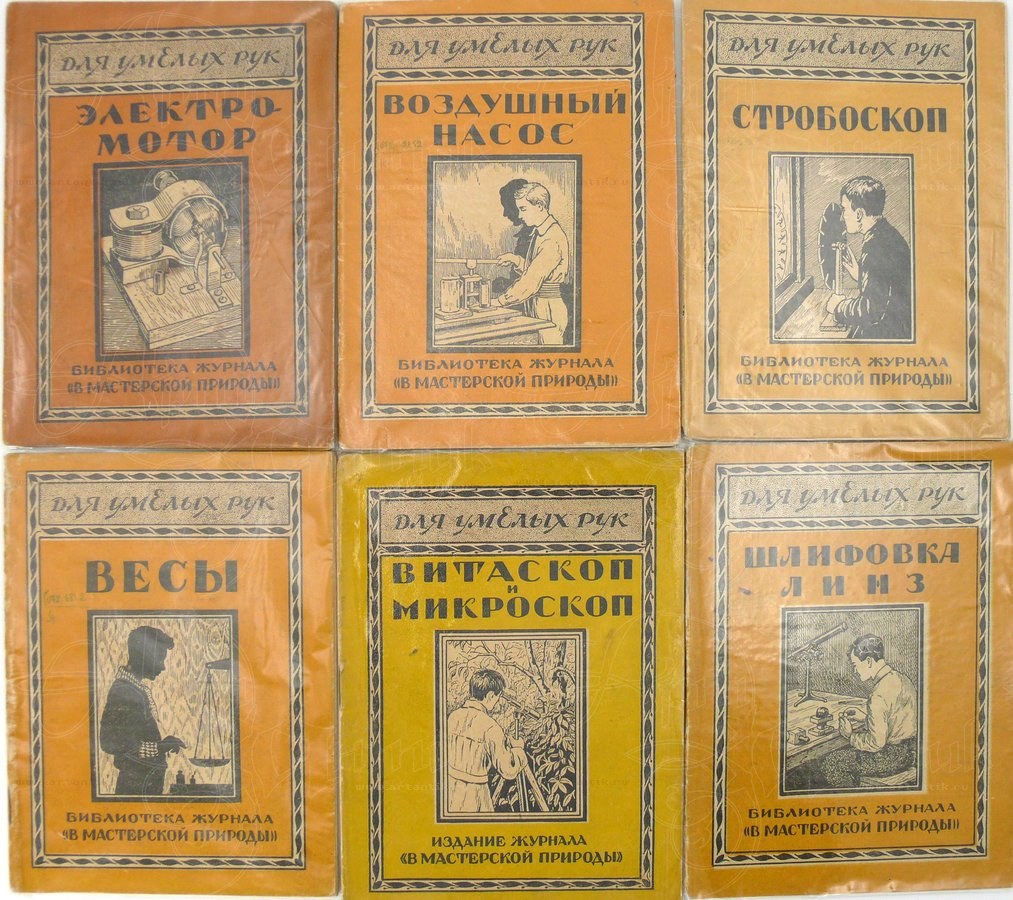 ДЛЯ УМЕЛЫХ РУК
ЭЛЕКТРО-
МОТОР
БИБЛИОТЕКА ЖУРНАЛА
«В МАСТЕРСКОЙ ПРИРОДЫ»
ДЛЯ УМЕЛЫХ РУК
ВОЗДУШНЫЙ
НАСОС
БИБЛИОТЕКА ЖУРНАЛА
«В МАСТЕРСКОЙ ПРИРОДЫ»
ДЛЯ УМЕЛЫХ РУК
СТРОБОСКОП
БИБЛИОТЕКА ЖУРНАЛА
«В МАСТЕРСКОЙ ПРИРОДЫ»
ДЛЯ УМЕЛЫХ РУК
ВЕСЫ
БИБЛИОТЕКА ЖУРНАЛА
"В МАСТЕРСКОЙ ПРИРОДЫ"
ДЛЯ УМЕЛЫХ РУК
ВИТАСКОП
И
МИКРОСКОП
ИЗДАНИЕ ЖУРНАЛА
«В МАСТЕРСКОЙ ПРИРОДЫ»
ДЛЯ УМЕЛЫХ РУК
ШЛИФОВКА
ЛИНЗ
БИБЛИОТЕКА ЖУРНАЛА
«В МАСТЕРСКОЙ ПРИРОДЫ»